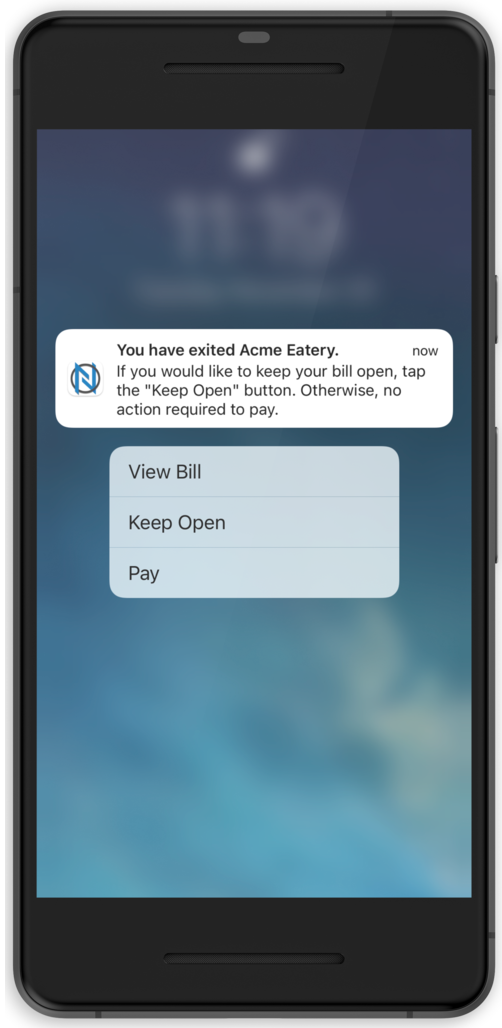 11:19
You have exited Acme Eatery.
now
If you would like to keep your bill open, tap
the "Keep Open" button. Otherwise, no
action required to pay.
View Bill
Keep Open
Pay